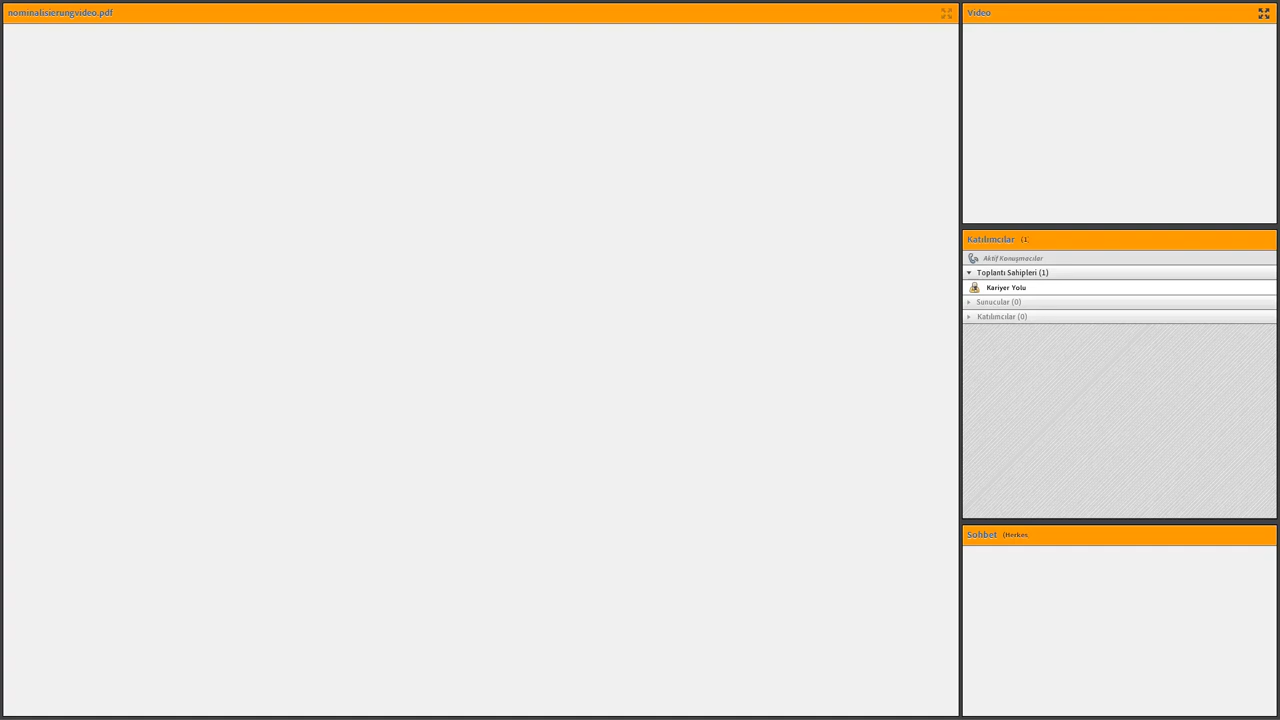 nominalisierungvideo.pdf
Video
Katılımcılar (1
Aktif Konuşmacılar
Toplantı Sahipleri (1)
Kariyer Yolu
Sunucular (0)
Katılımcılar (0)
Sohbet (Herkes